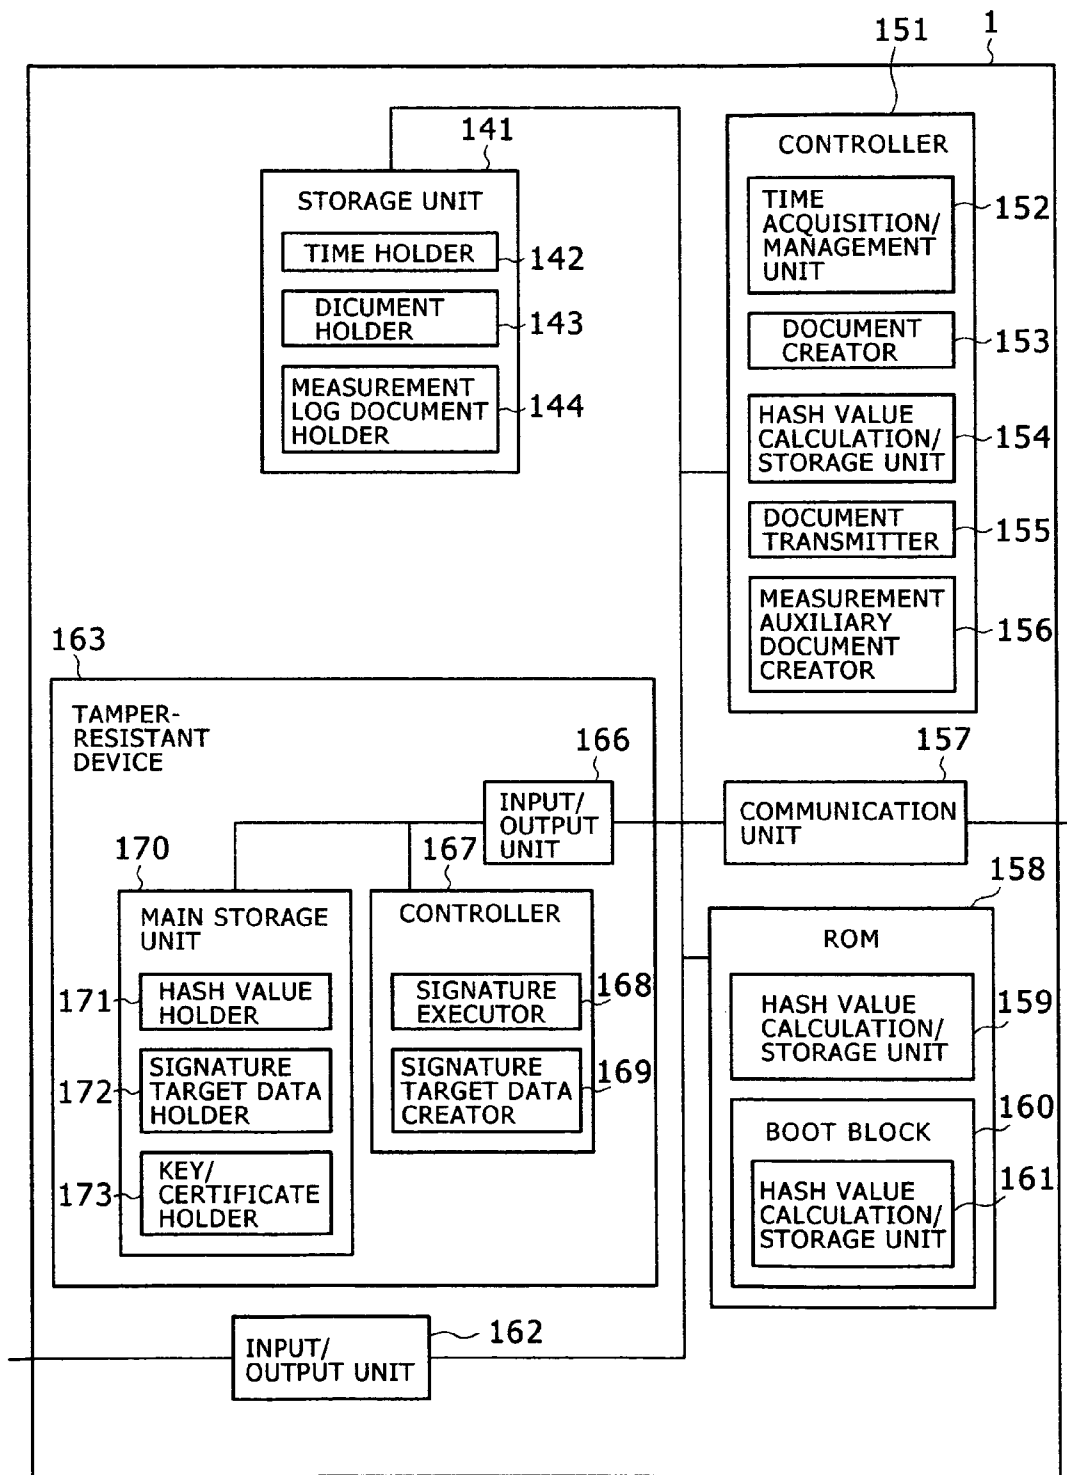 1
151
CONTROLLER
TIME
ACQUISITION/
MANAGEMENT
UNIT
152
DOCUMENT
CREATOR
153
HASH VALUE
CALCULATION/
STORAGE UNIT
154
DOCUMENT
TRANSMITTER
155
MEASUREMENT
AUXILIARY
DOCUMENT
CREATOR
156
141
STORAGE UNIT
TIME HOLDER
142
DICUMENT
HOLDER
143
MEASUREMENT
LOG DOCUMENT
HOLDER
144
163
TAMPER-
RESISTANT
DEVICE
166
INPUT/
OUTPUT
UNIT
157
COMMUNICATION
UNIT
170
MAIN STORAGE
UNIT
171
HASH VALUE
HOLDER
172
SIGNATURE
TARGET DATA
HOLDER
173
KEY/
CERTIFICATE
HOLDER
167
CONTROLLER
SIGNATURE
EXECUTOR
168
SIGNATURE
TARGET DATA
CREATOR
169
158
ROM
HASH VALUE
CALCULATION/
STORAGE UNIT
159
160
BOOT BLOCK
HASH VALUE
CALCULATION/
STORAGE UNIT
161
162
INPUT/
OUTPUT UNIT